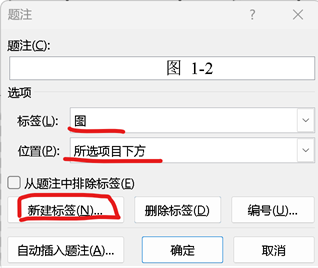 题注
题注(C):
图 1-2
选项
标签(L): 图
位置(P): 所选项目下方
从题注中排除标签(E)
新建标签(N)... 删除标签(D) 编号(U)...
自动插入题注(A)... 确定 取消